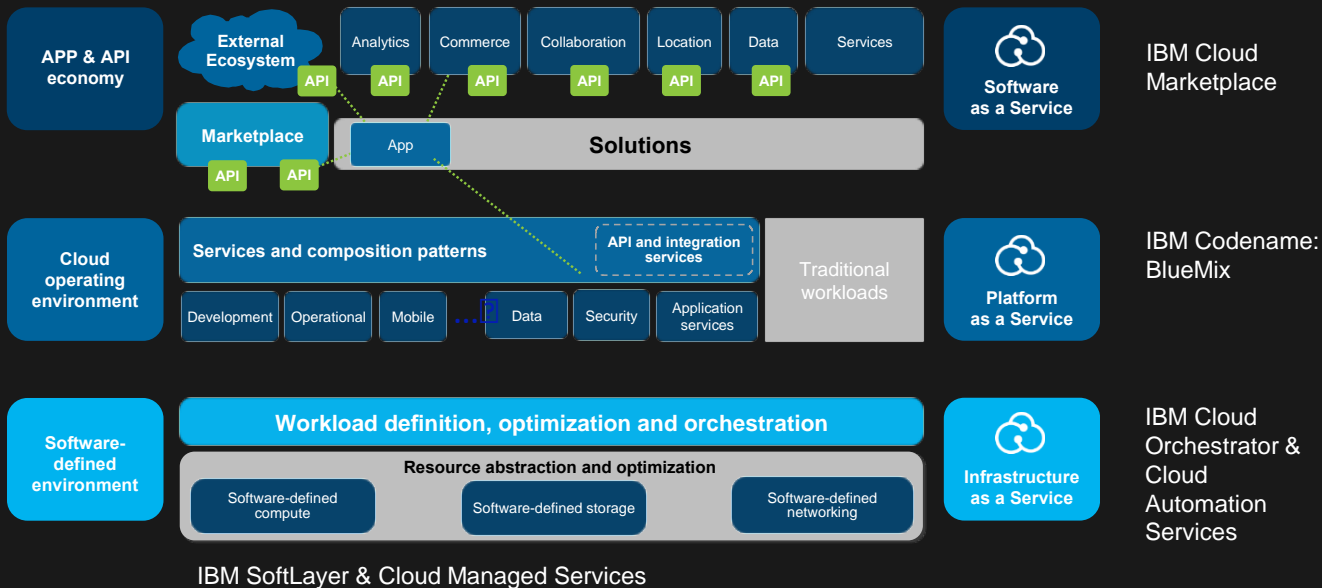 APP & API
economy
External
Ecosystem
API
Analytics
API
Commerce
API
Collaboration
API
Location
API
Data
API
Services
Software
as a Service
IBM Cloud
Marketplace
Marketplace
API
API
App
Solutions
Cloud
operating
environment
Services and composition patterns
API and integration
services
Traditional
workloads
Development
Operational
Mobile
...?
Data
Security
Application
services
Platform
as a Service
IBM Codename:
BlueMix
Software-
defined
environment
Workload definition, optimization and orchestration
Resource abstraction and optimization
Software-defined
compute
Software-defined storage
Software-defined
networking
Infrastructure
as a Service
IBM Cloud
Orchestrator &
Cloud
Automation
Services
IBM SoftLayer & Cloud Managed Services